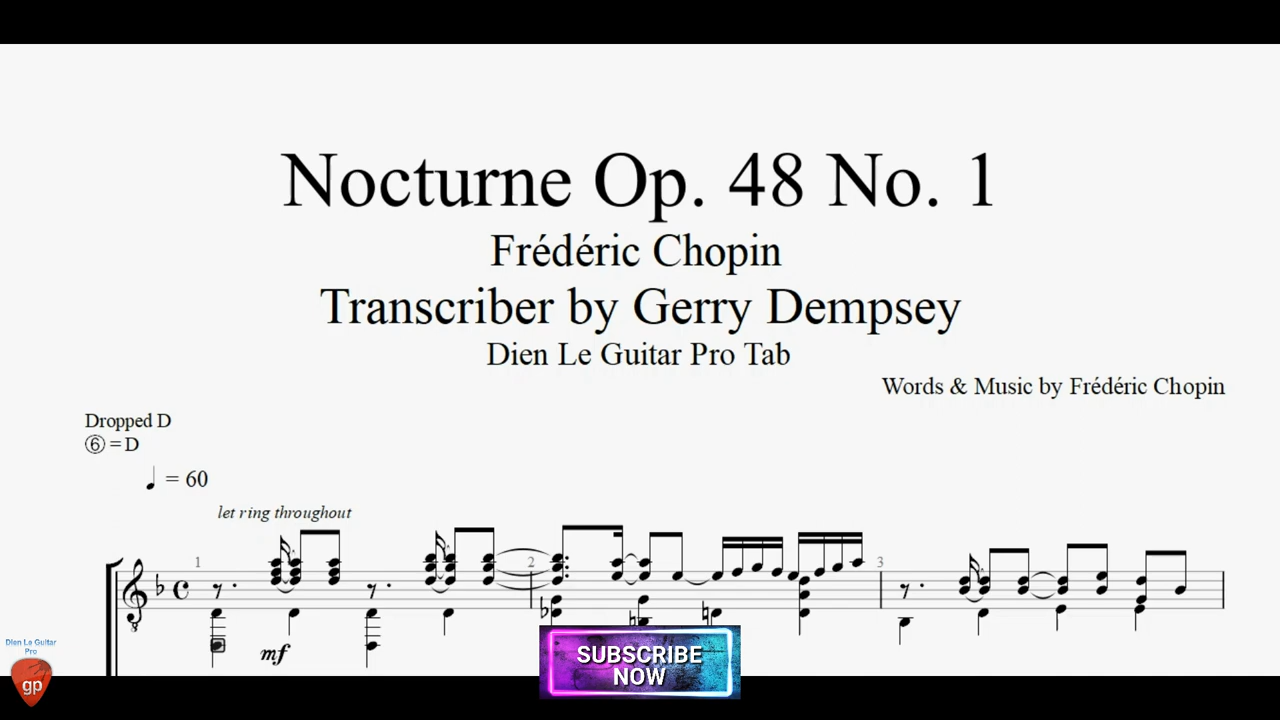 Nocturne Op. 48 No. 1
Frédéric Chopin
Transcriber by Gerry Dempsey
Dien Le Guitar Pro Tab
Words & Music by Frédéric Chopin
Dropped D
⑥ = D
♩ = 60
let ring throughout
1
2
3
mf
Dien Le Guitar
Pro
gp
SUBSCRIBE
NOW